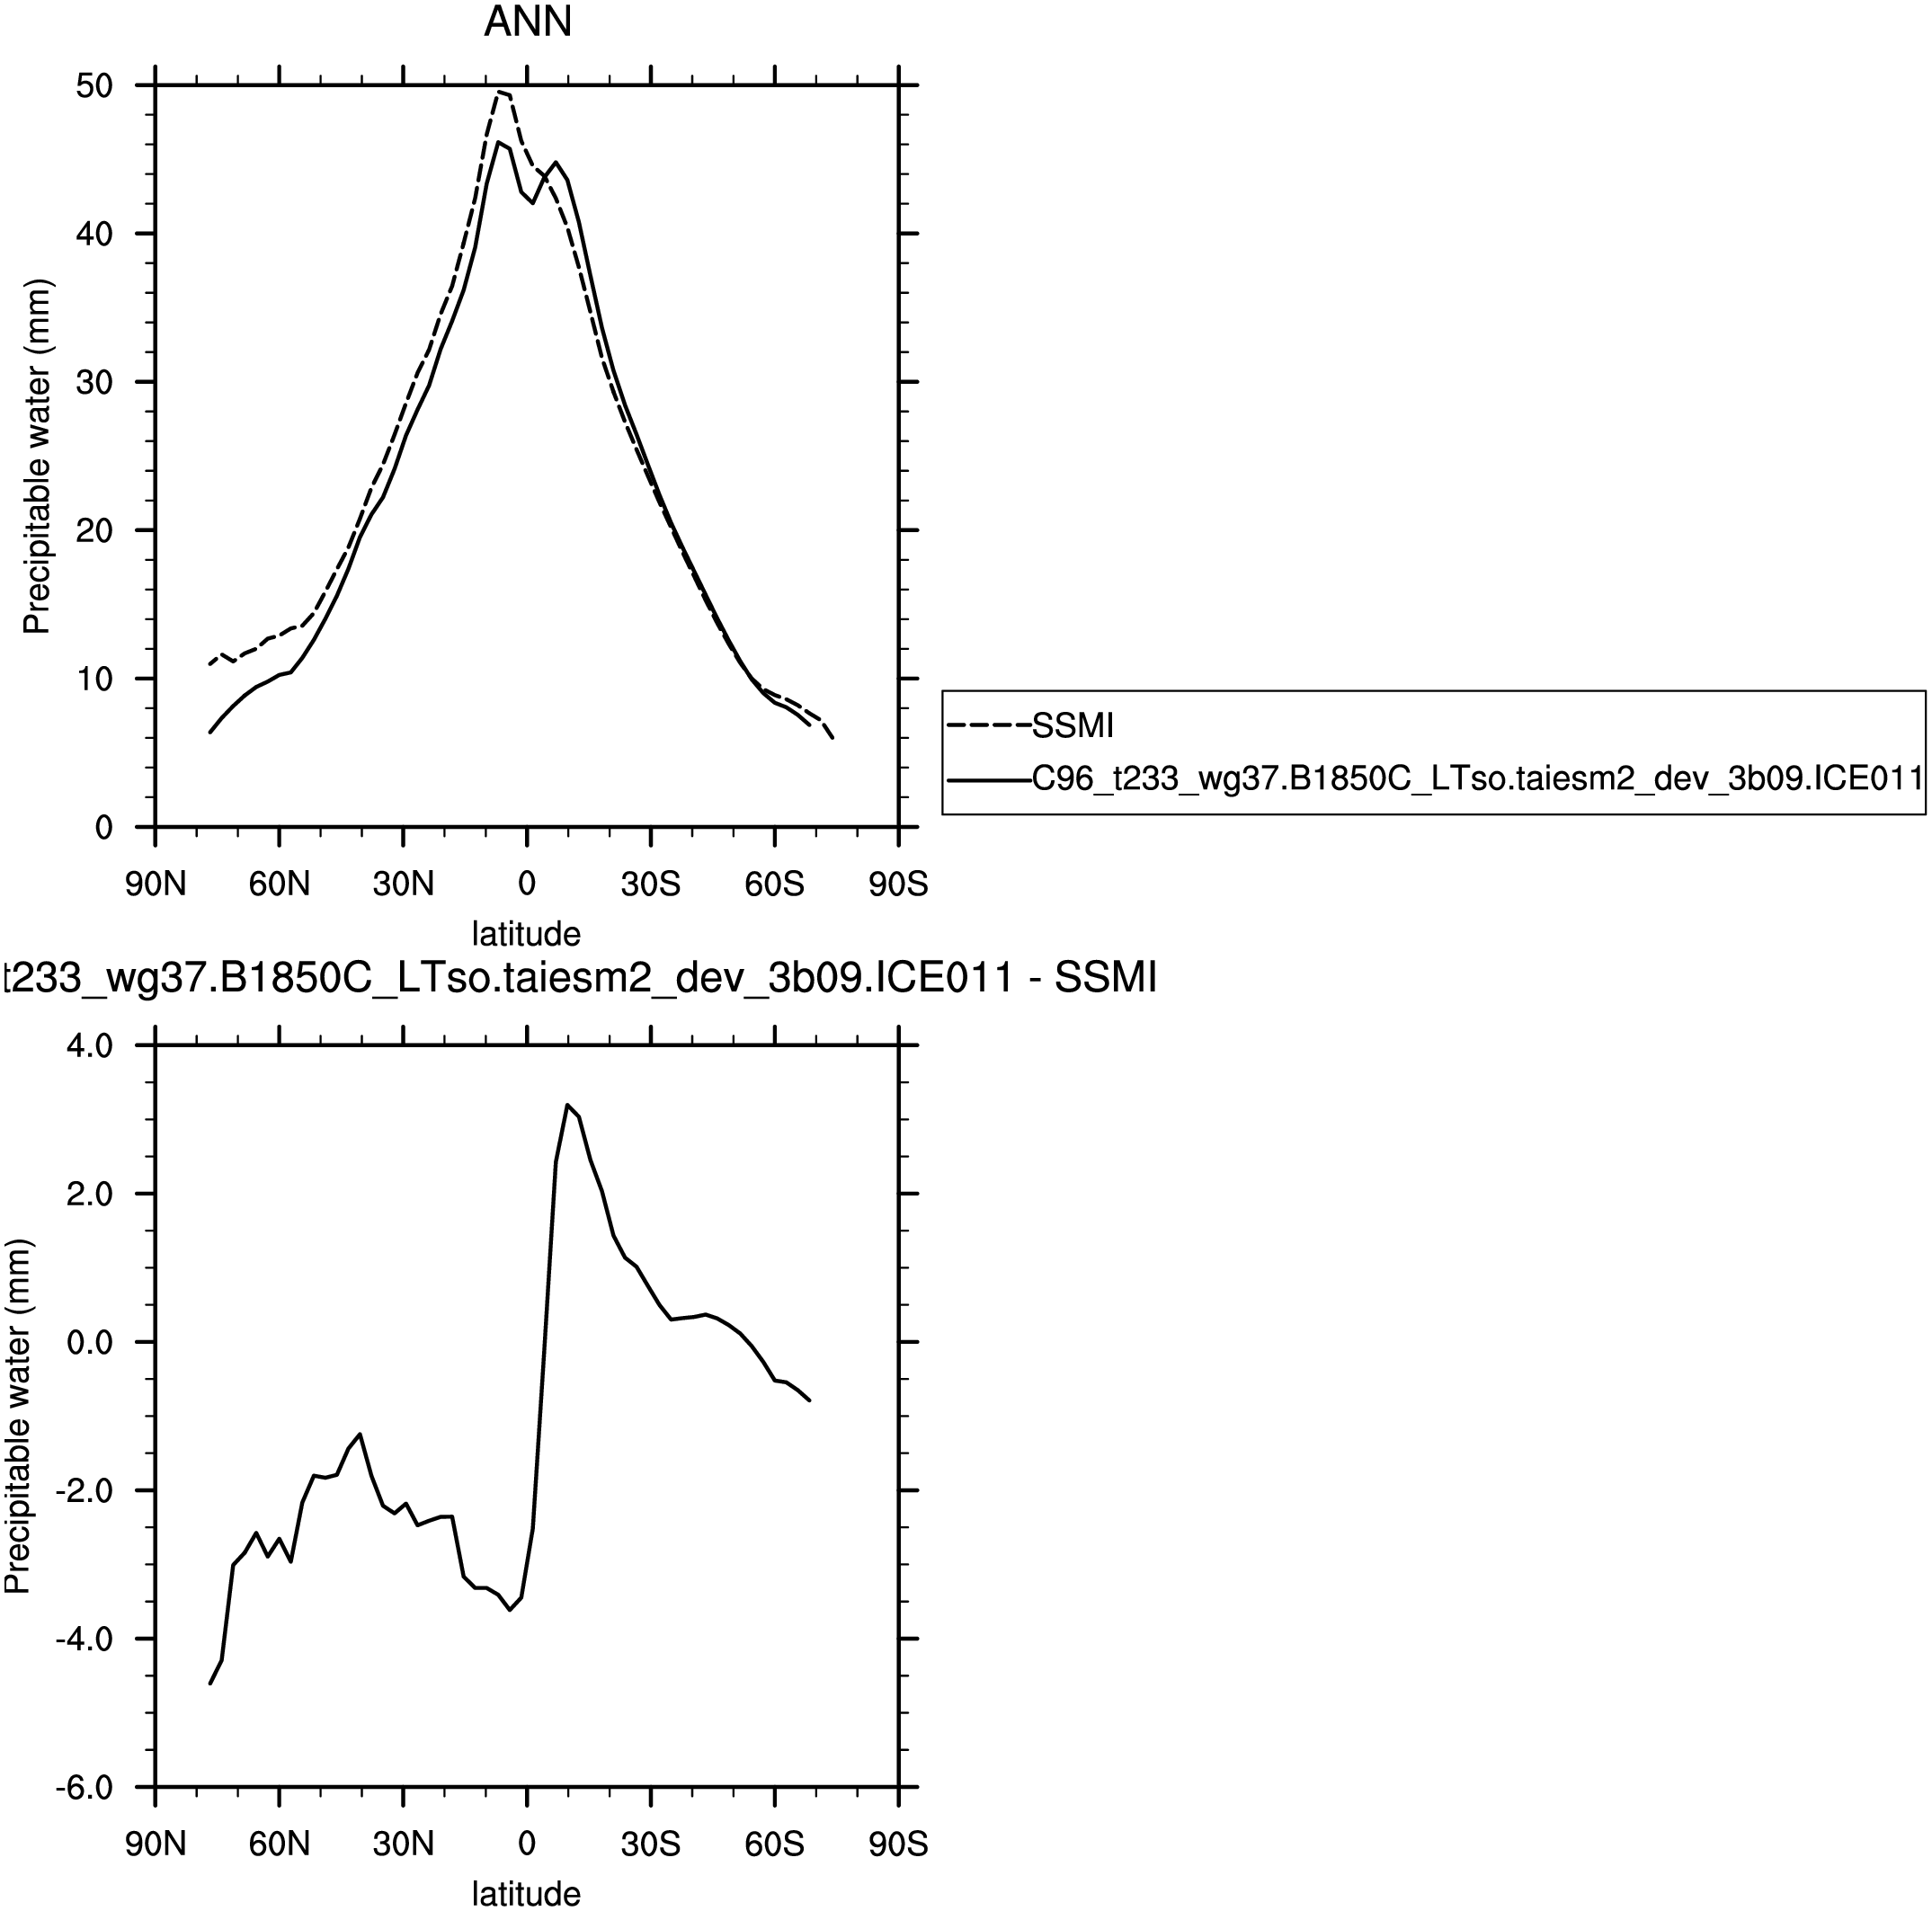 ANN
50
40
30
20
10
0
Precipitable water (mm)
90N 60N 30N 0 30S 60S 90S
latitude
SSMI
C96_t233_wg37.B1850C_LTso.taiesm2_dev_3b09.ICE011
t233_wg37.B1850C_LTso.taiesm2_dev_3b09.ICE011 - SSMI
4.0
2.0
0.0
-2.0
-4.0
-6.0
Precipitable water (mm)
90N 60N 30N 0 30S 60S 90S
latitude